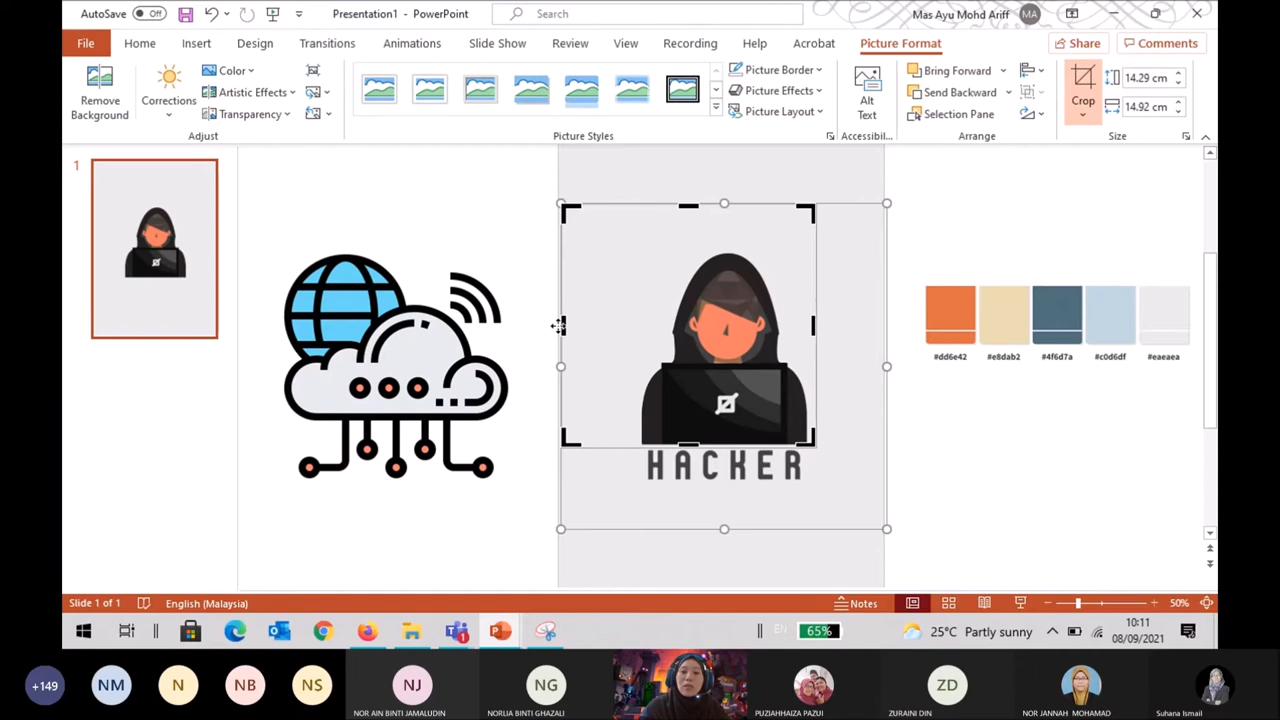 AutoSave
Off
Presentation1 - PowerPoint
Search
Mas Ayu Mohd Ariff
MA
File
Home
Insert
Design
Transitions
Animations
Slide Show
Review
View
Recording
Help
Acrobat
Picture Format
Share
Comments
Remove
Background
Corrections
Color
Artistic Effects
Transparency
Picture Border
Picture Effects
Picture Layout
Alt
Text
Bring Forward
Send Backward
Selection Pane
Crop
14.29 cm
14.92 cm
Adjust
Picture Styles
Accessibil...
Arrange
Size
1
HACKER
#dd6e42
#e8dab2
#4f6d7a
#c0d6df
#eaeaea
Slide 1 of 1
English (Malaysia)
Notes
50%
EN
65%
25°C Partly sunny
10:11
08/09/2021
+149
NM
N
NB
NS
NJ
NG
ZD
NOR AIN BINTI JAMALUDIN
NORLIA BINTI GHAZALI
PUZIAHHAIZA PAZUI
ZURAINI DIN
NOR JANNAH MOHAMAD
Suhana Ismail